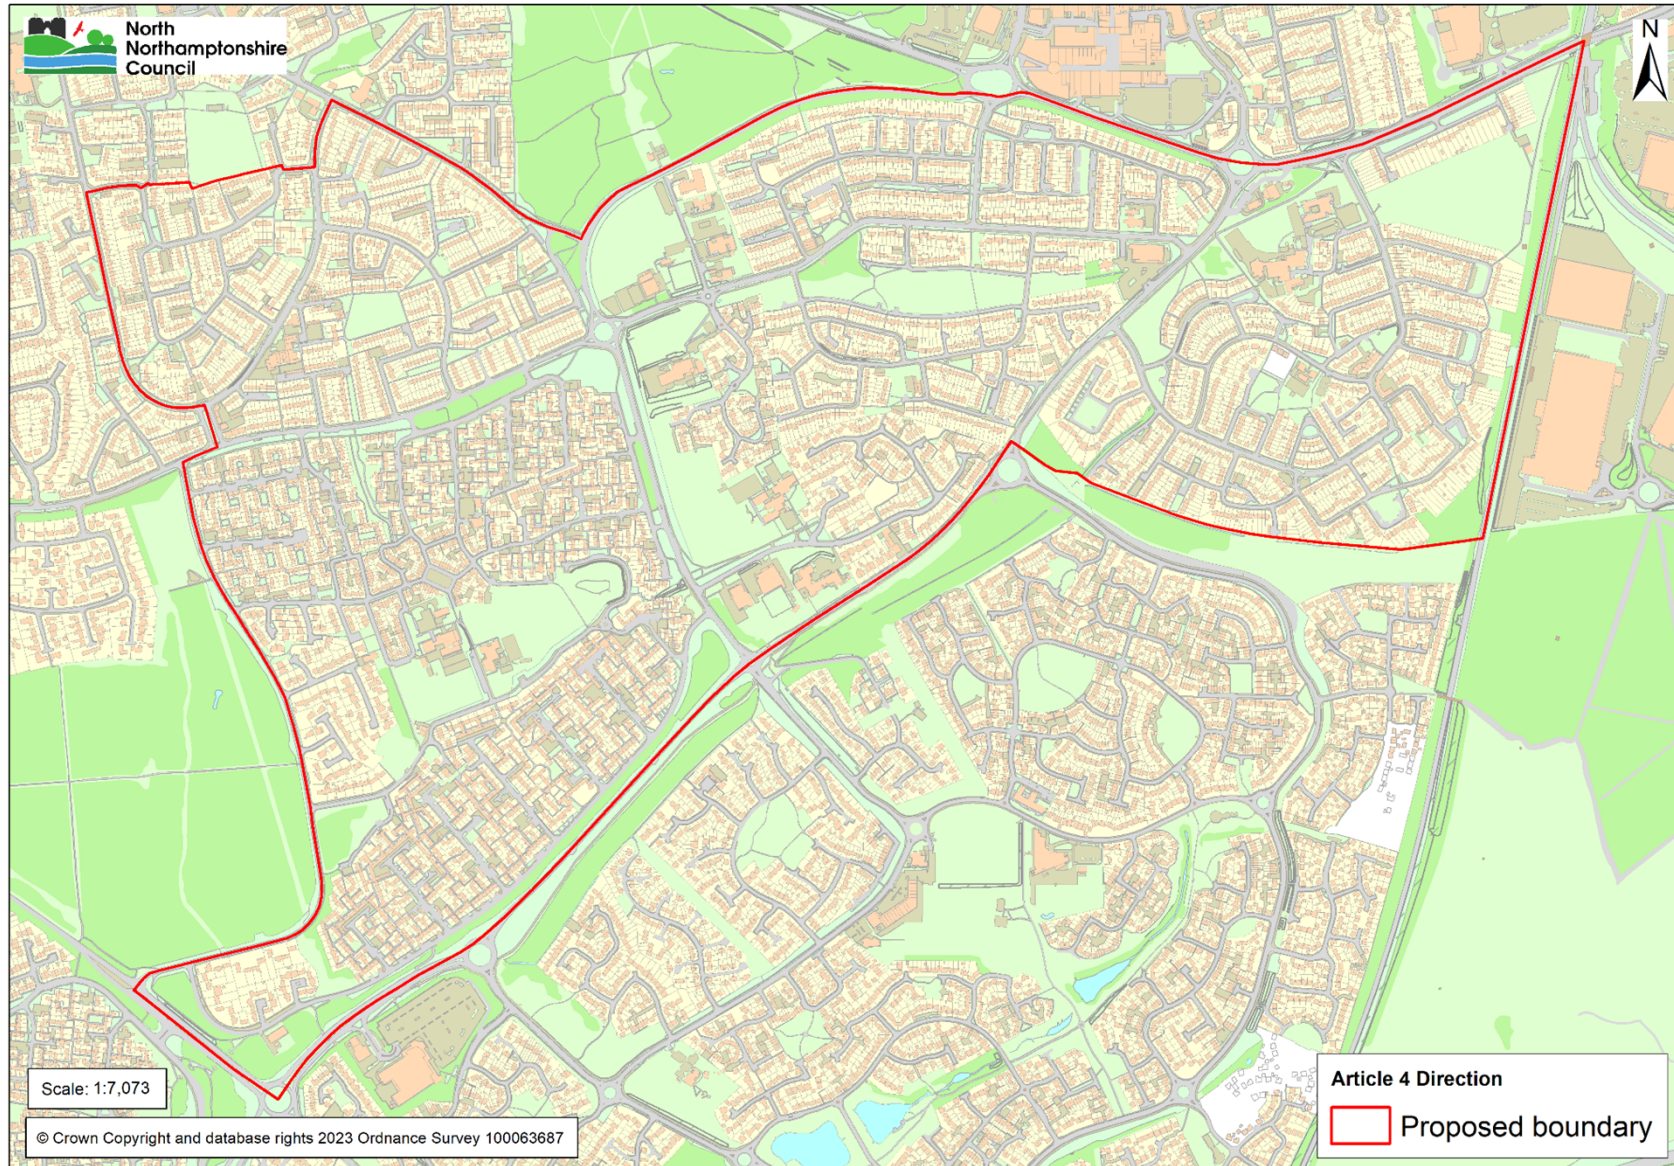 North
Northamptonshire
Council
N
Scale: 1:7,073
© Crown Copyright and database rights 2023 Ordnance Survey 100063687
Article 4 Direction
Proposed boundary